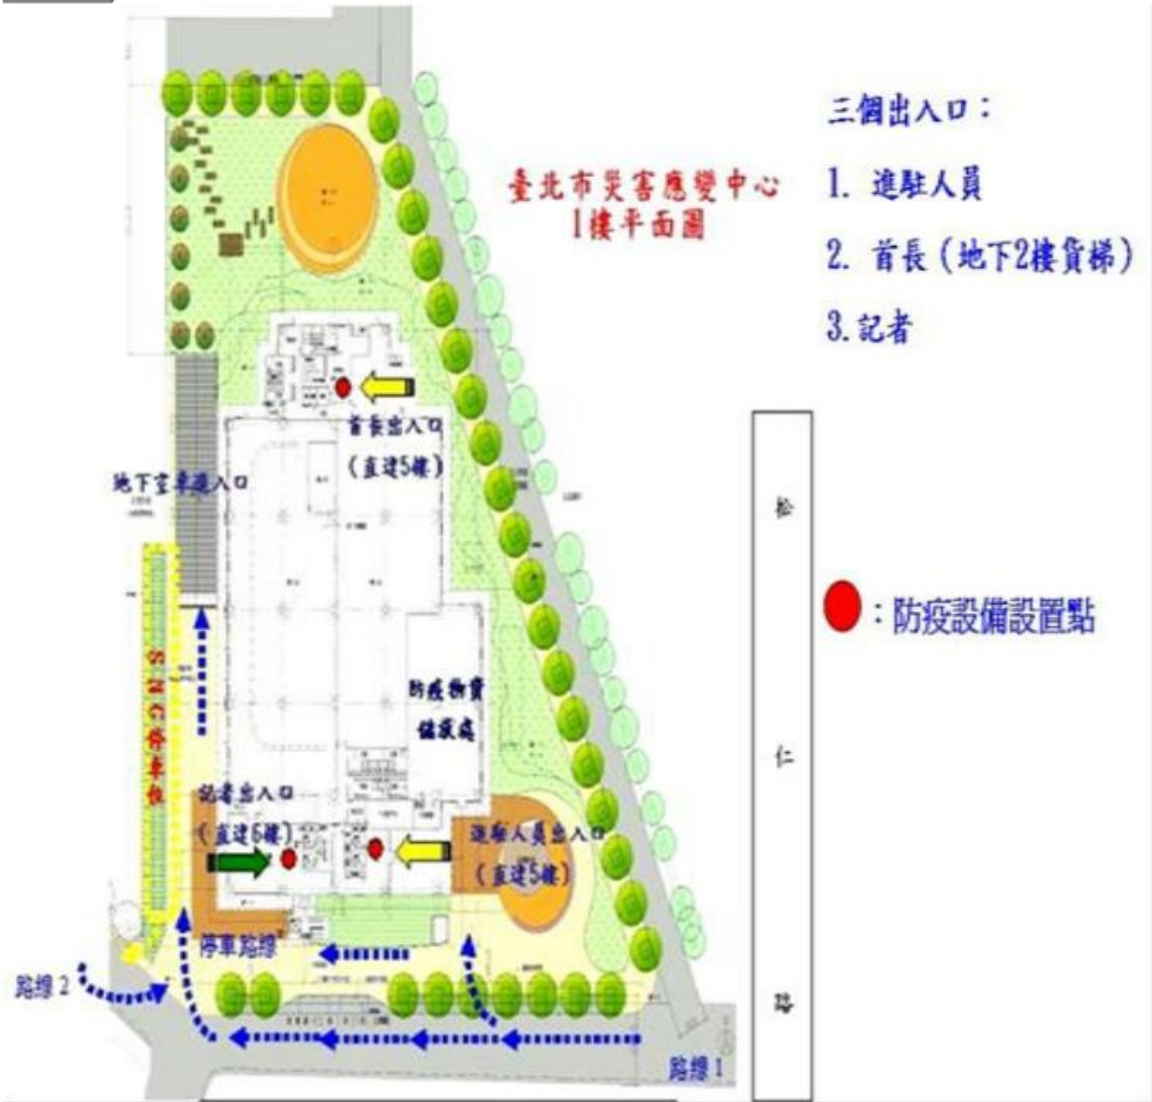 臺北市災害應變中心
1樓平面圖
三個出入口：
1. 進駐人員
2. 首長(地下2樓貨梯)
3.記者
首長出入口
(直達5樓)
地下室車道入口
松
仁
路
：防疫設備設置點
SNG停車位
防疫物資
儲放處
記者出入口
(直達6樓)
進駐人員出入口
(直達5樓)
停車路線
路線2
路線1